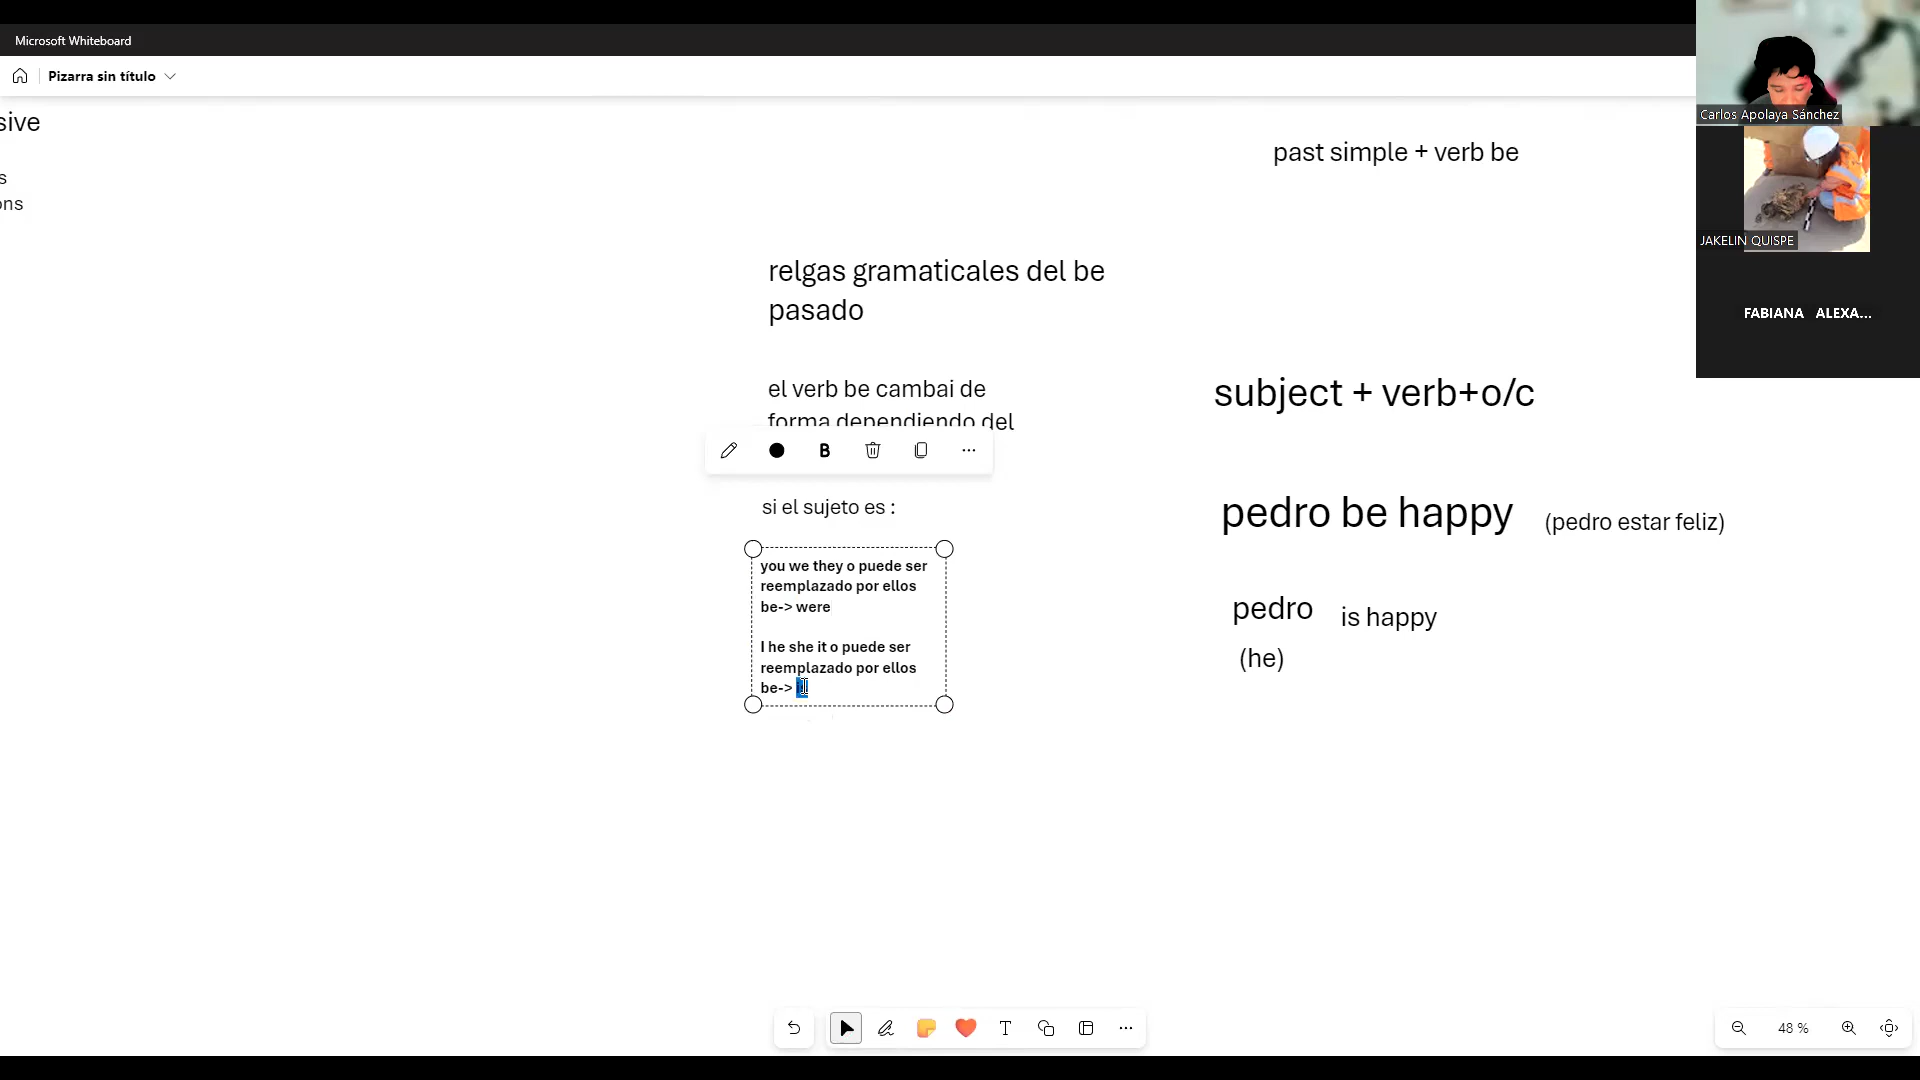 Microsoft Whiteboard
Pizarra sin título
sive
s
ons
past simple + verb be
relgas gramaticales del be
pasado
el verb be cambai de
forma dependiendo del
subject + verb+o/c
si el sujeto es :
pedro be happy
(pedro estar feliz)
you we they o puede ser
reemplazado por ellos
be-> were
I he she it o puede ser
reemplazado por ellos
be->
pedro
is happy
(he)
Carlos Apolaya Sánchez
JAKELIN QUISPE
FABIANA ALEXA...
B
T
48 %